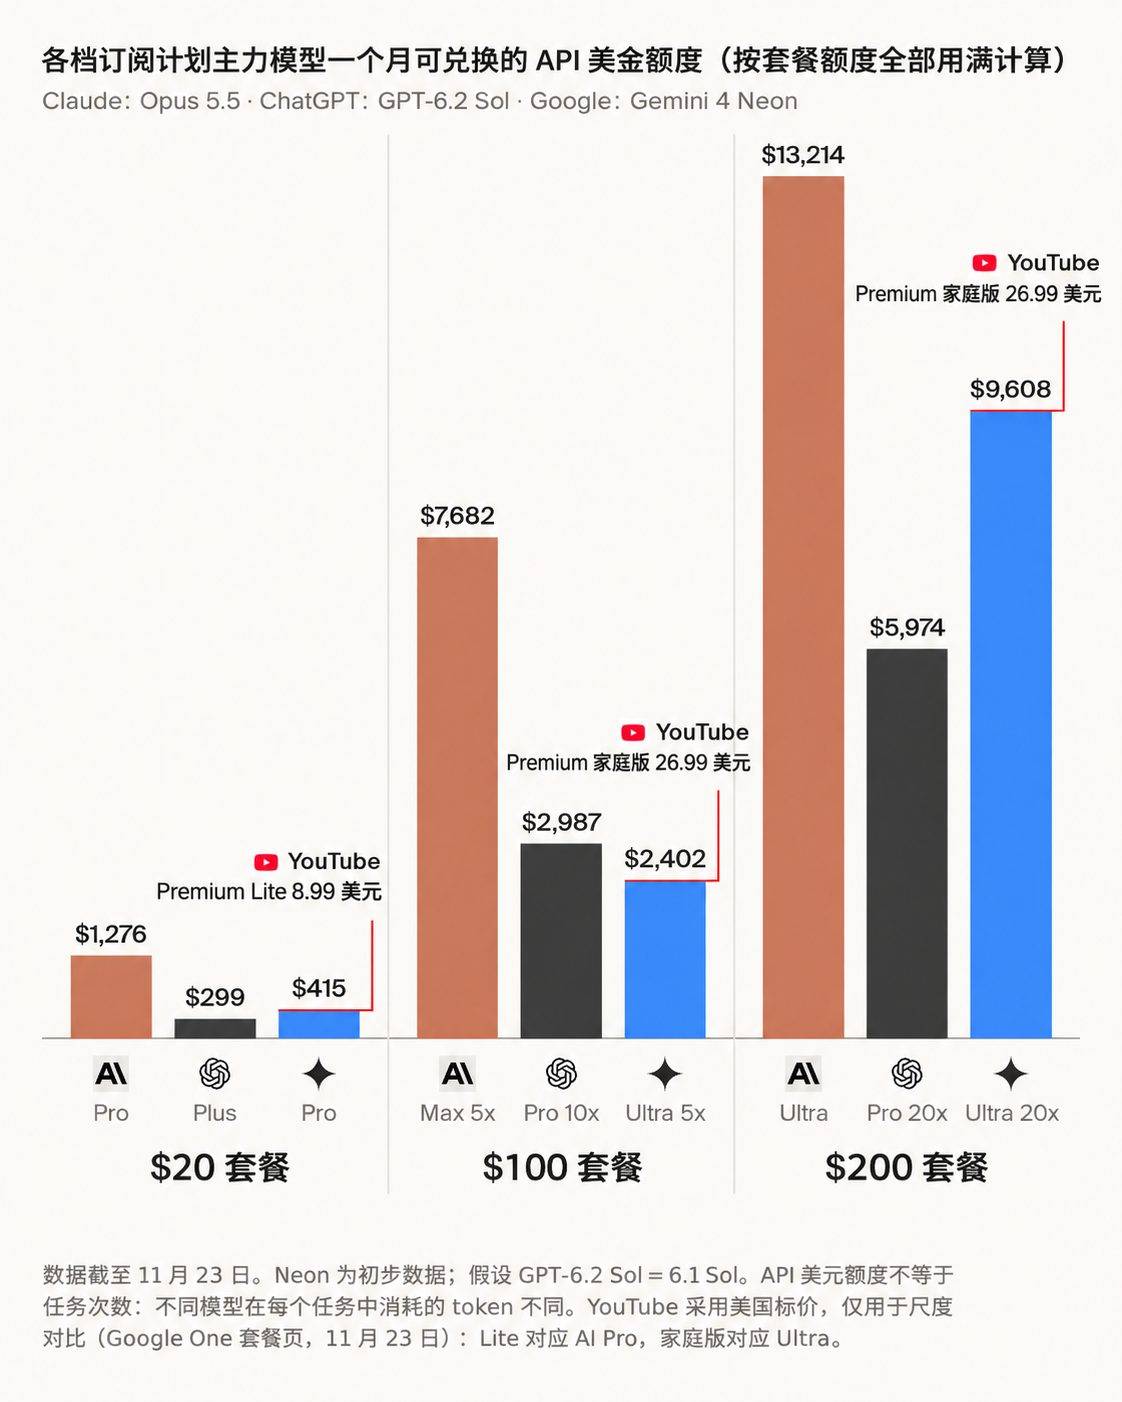 各档订阅计划主力模型一个月可兑换的 API 美金额度（按套餐额度全部用满计算）
Claude：Opus 5.5 · ChatGPT：GPT-6.2 Sol · Google：Gemini 4 Neon
$1,276
$299
$415
YouTube
Premium Lite 8.99 美元
$7,682
$2,987
$2,402
YouTube
Premium 家庭版 26.99 美元
$13,214
$5,974
$9,608
YouTube
Premium 家庭版 26.99 美元
Pro
Plus
Pro
Max 5x
Pro 10x
Ultra 5x
Ultra
Pro 20x
Ultra 20x
$20 套餐
$100 套餐
$200 套餐
数据截至 11 月 23 日。Neon 为初步数据；假设 GPT-6.2 Sol = 6.1 Sol。API 美元额度不等于
任务次数：不同模型在每个任务中消耗的 token 不同。YouTube 采用美国标价，仅用于尺度
对比（Google One 套餐页，11 月 23 日）：Lite 对应 AI Pro，家庭版对应 Ultra。